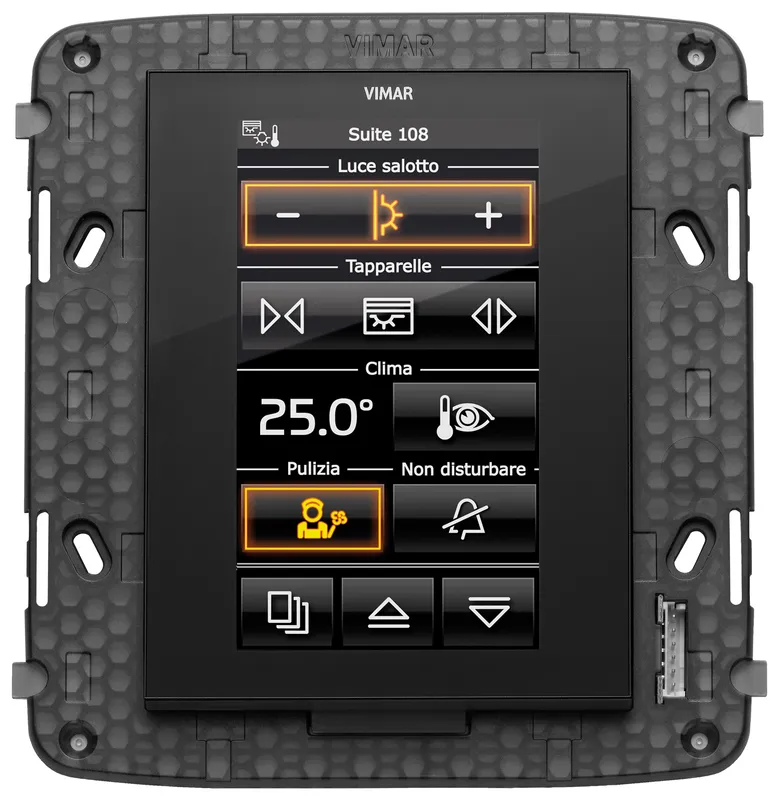 VIMAR
VIMAR
Suite 108
Luce salotto
− +
Tapparelle
Clima
25.0°
Pulizia Non disturbare